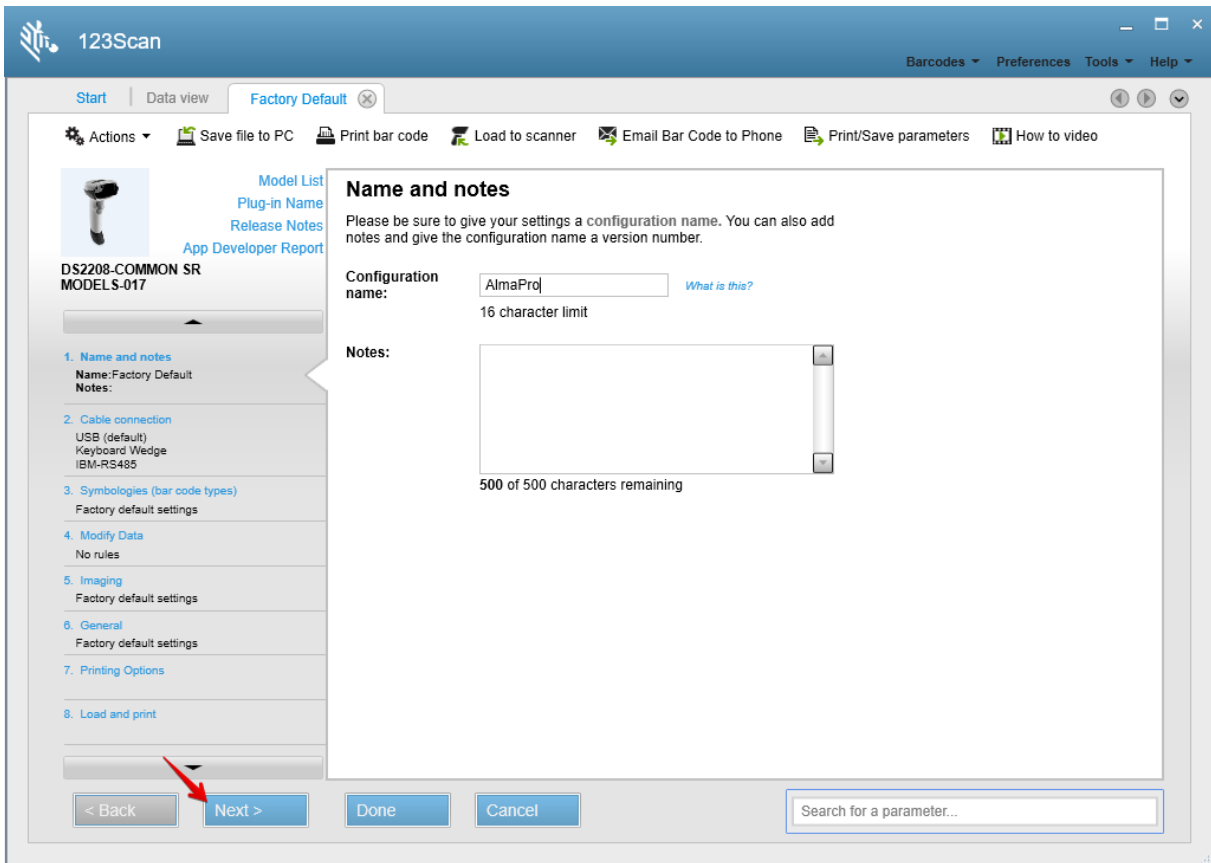 123Scan
Barcodes Preferences Tools Help
Start Data view Factory Default
Actions Save file to PC Print bar code Load to scanner Email Bar Code to Phone Print/Save parameters How to video
Model List
Plug-in Name
Release Notes
App Developer Report
DS2208-COMMON SR
MODELS-017
1. Name and notes
Name:Factory Default
Notes:
2. Cable connection
USB (default)
Keyboard Wedge
IBM-RS485
3. Symbologies (bar code types)
Factory default settings
4. Modify Data
No rules
5. Imaging
Factory default settings
6. General
Factory default settings
7. Printing Options
8. Load and print
Name and notes
Please be sure to give your settings a configuration name. You can also add
notes and give the configuration name a version number.
Configuration
name:
AlmaPro
What is this?
16 character limit
Notes:
500 of 500 characters remaining
< Back Next > Done Cancel
Search for a parameter...